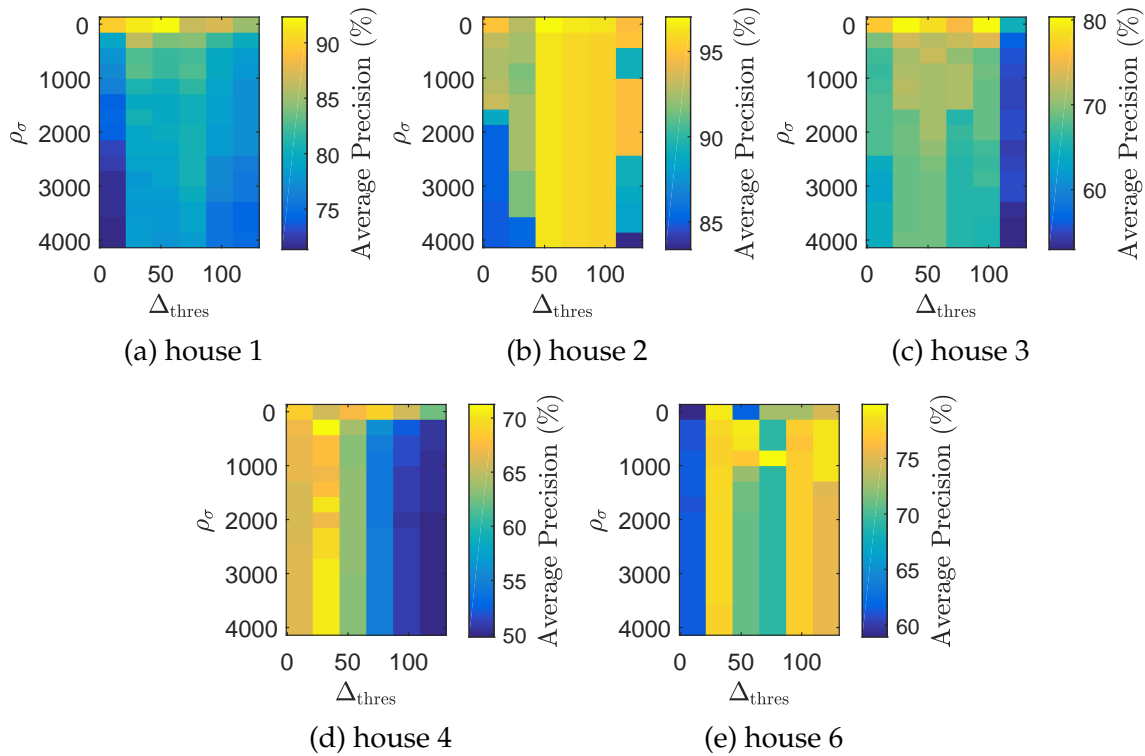 0
1000
2000
3000
4000
ρσ
0 50 100
Δthres
75
80
85
90
Average Precision (%)
(a) house 1
0
1000
2000
3000
4000
ρσ
0 50 100
Δthres
85
90
95
Average Precision (%)
(b) house 2
0
1000
2000
3000
4000
ρσ
0 50 100
Δthres
60
70
80
Average Precision (%)
(c) house 3
0
1000
2000
3000
4000
ρσ
0 50 100
Δthres
50
55
60
65
70
Average Precision (%)
(d) house 4
0
1000
2000
3000
4000
ρσ
0 50 100
Δthres
60
65
70
75
Average Precision (%)
(e) house 6